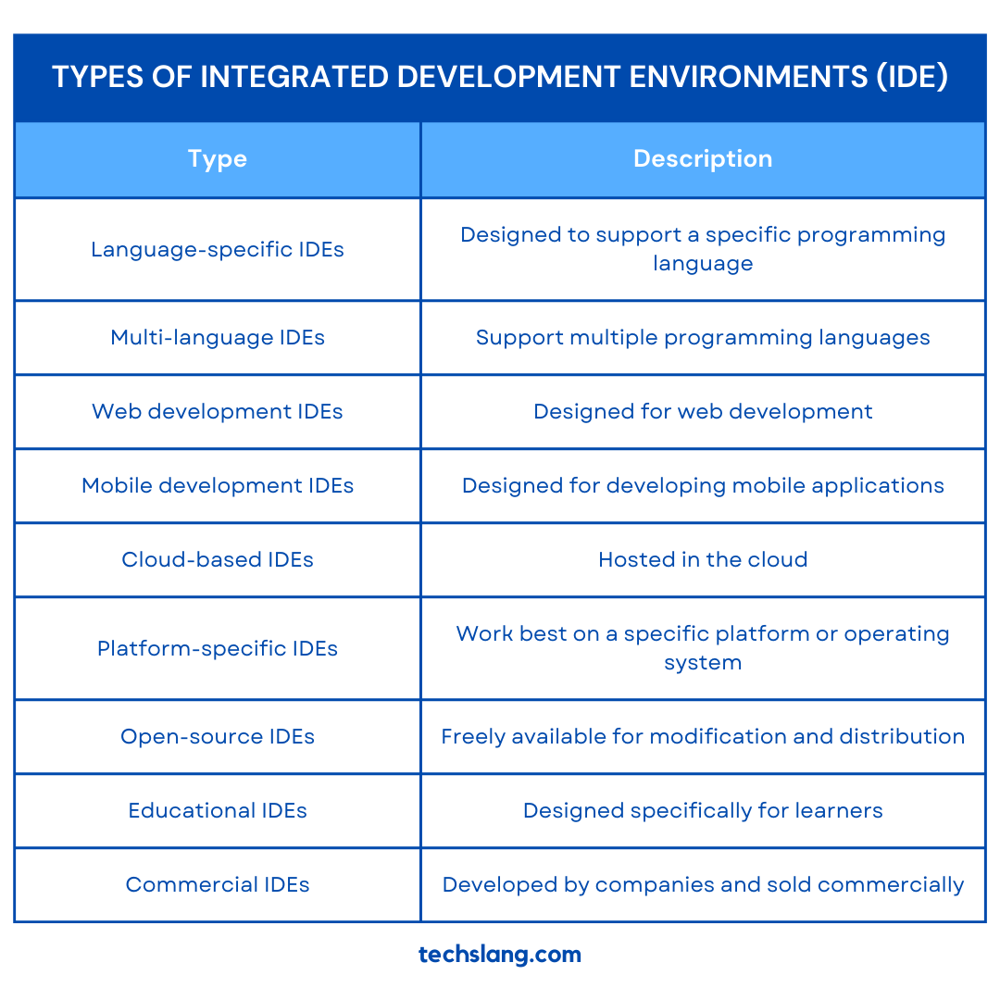 TYPES OF INTEGRATED DEVELOPMENT ENVIRONMENTS (IDE)
Type
Description
Language-specific IDEs
Designed to support a specific programming
language
Multi-language IDEs
Support multiple programming languages
Web development IDEs
Designed for web development
Mobile development IDEs
Designed for developing mobile applications
Cloud-based IDEs
Hosted in the cloud
Platform-specific IDEs
Work best on a specific platform or operating
system
Open-source IDEs
Freely available for modification and distribution
Educational IDEs
Designed specifically for learners
Commercial IDEs
Developed by companies and sold commercially
techslang.com